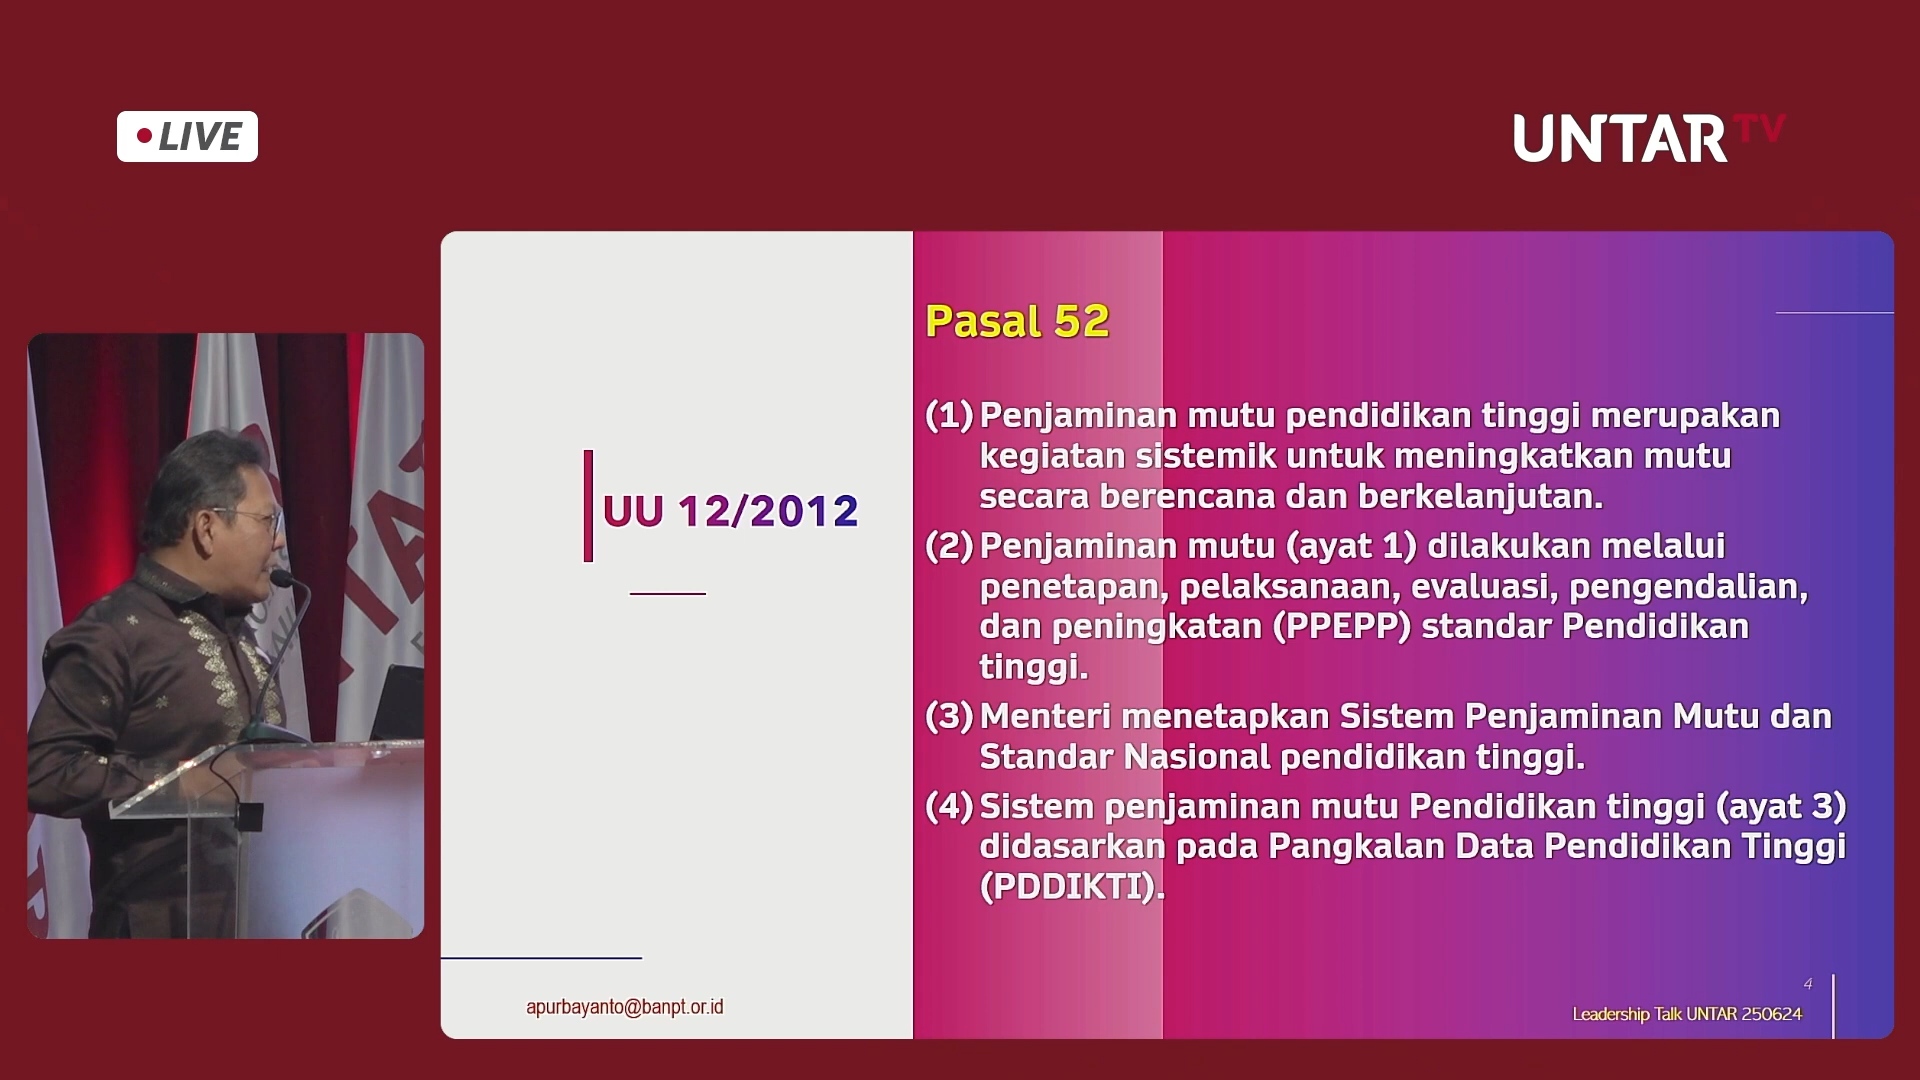 LIVE
UNTAR TV
UU 12/2012
Pasal 52
(1) Penjaminan mutu pendidikan tinggi merupakan
kegiatan sistemik untuk meningkatkan mutu
secara berencana dan berkelanjutan.
(2) Penjaminan mutu (ayat 1) dilakukan melalui
penetapan, pelaksanaan, evaluasi, pengendalian,
dan peningkatan (PPEPP) standar Pendidikan
tinggi.
(3) Menteri menetapkan Sistem Penjaminan Mutu dan
Standar Nasional pendidikan tinggi.
(4) Sistem penjaminan mutu Pendidikan tinggi (ayat 3)
didasarkan pada Pangkalan Data Pendidikan Tinggi
(PDDIKTI).
4
apurbayanto@banpt.or.id
Leadership Talk UNTAR 250624